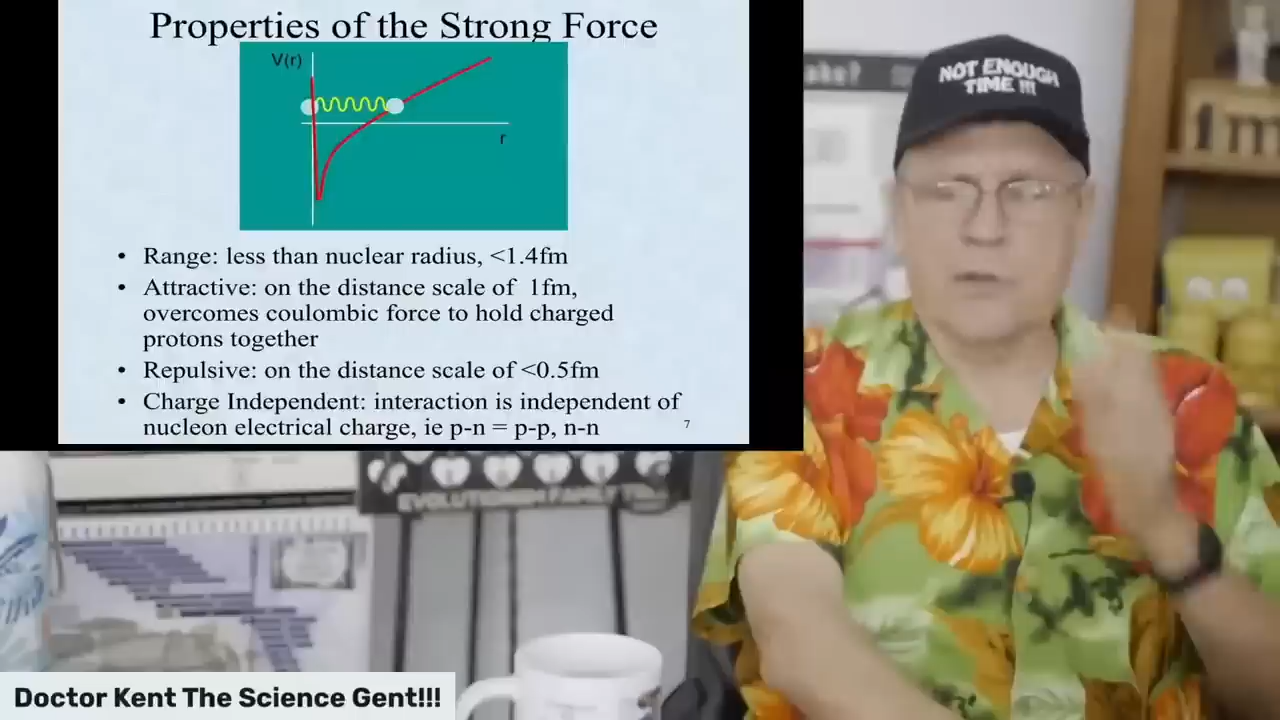 Properties of the Strong Force
V(r)
r
• Range: less than nuclear radius, <1.4fm
• Attractive: on the distance scale of 1fm,
overcomes coulombic force to hold charged
protons together
• Repulsive: on the distance scale of <0.5fm
• Charge Independent: interaction is independent of
nucleon electrical charge, ie p-n = p-p, n-n
7
NOT ENOUGH
TIME !!!
EVOLUTIONISM FAMILY
Doctor Kent The Science Gent!!!